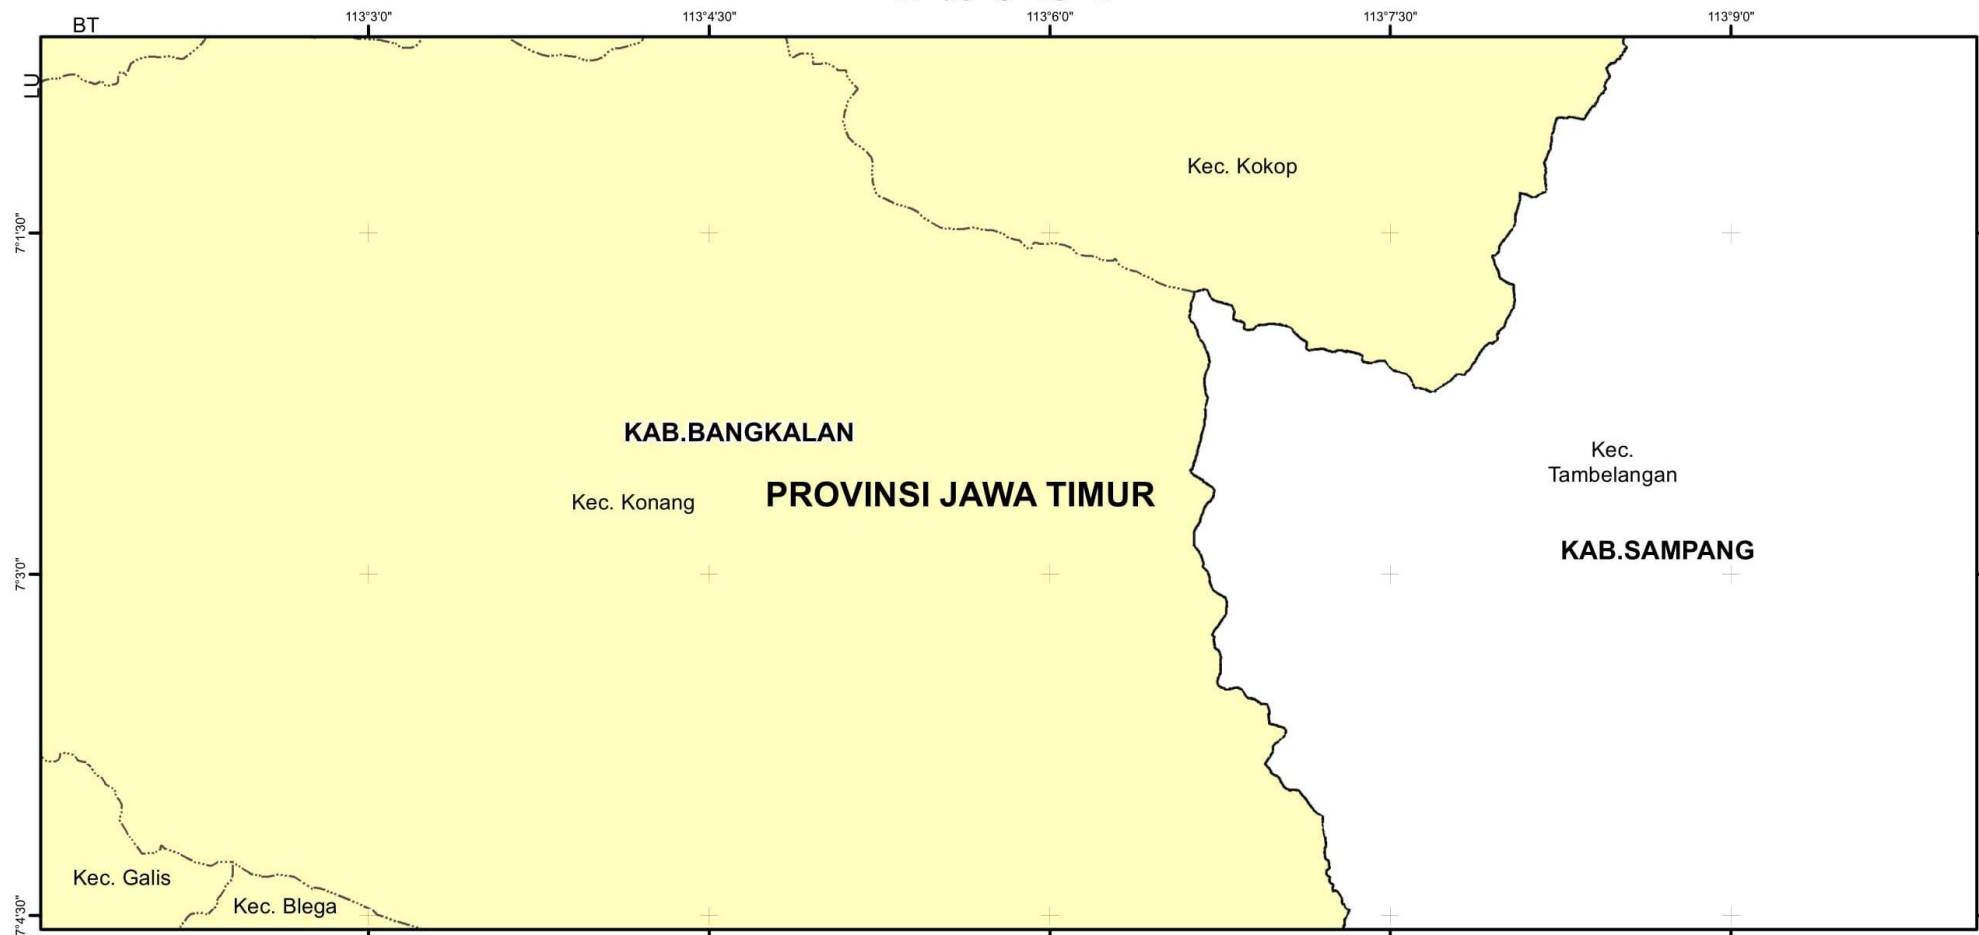 BT
113°3'0"
113°4'30"
113°6'0"
113°7'30"
113°9'0"
LU
Kec. Kokop
7°1'30"
KAB.BANGKALAN
Kec. Konang
PROVINSI JAWA TIMUR
Kec.
Tambelangan
KAB.SAMPANG
7°3'0"
Kec. Galis
Kec. Blega
7°4'30"